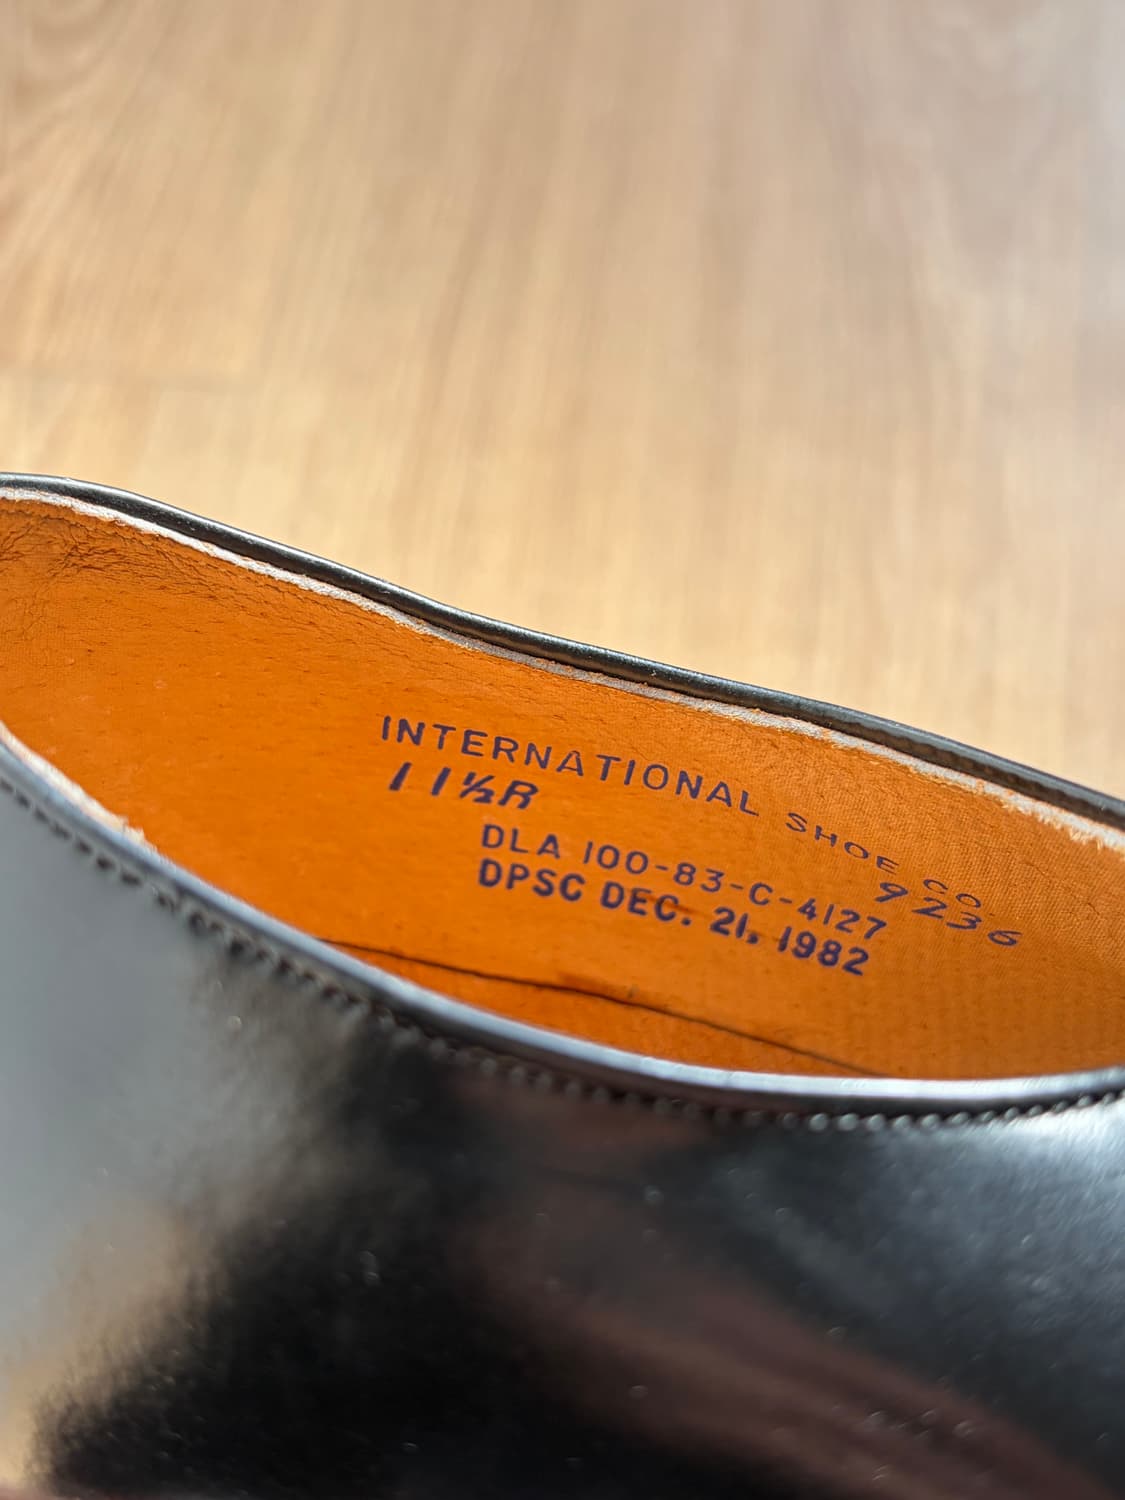 INTERNATIONAL SHOE CO
11½R 9236
DLA 100-83-C-4127
DPSC DEC. 21, 1982